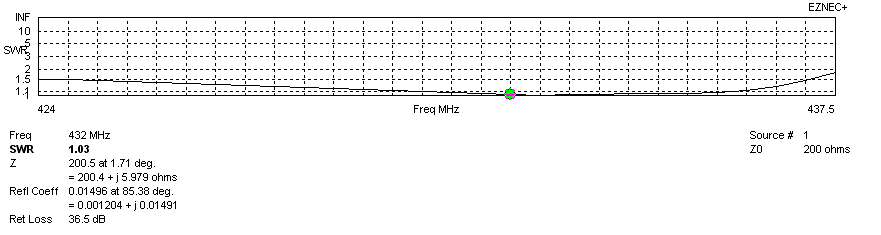 EZNEC+
INF
10
5
SWR
3
2
1.5
1.1
1
424
Freq MHz
437.5
Freq 432 MHz
Source # 1
SWR 1.03
Z0 200 ohms
Z 200.5 at 1.71 deg.
= 200.4 + j 5.979 ohms
Refl Coeff 0.01496 at 85.38 deg.
= 0.001204 + j 0.01491
Ret Loss 36.5 dB